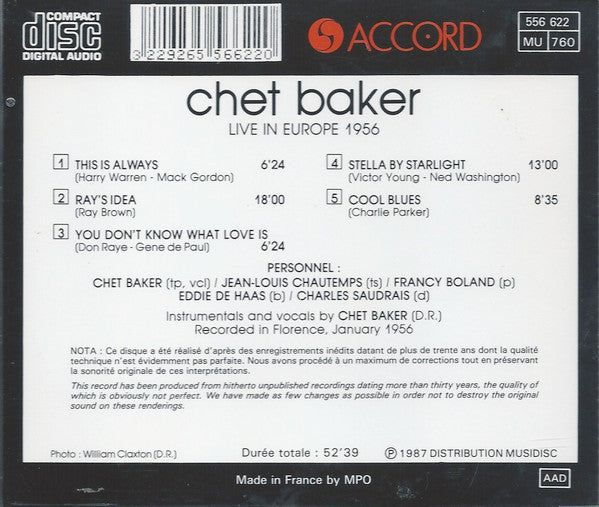 COMPACT
disc
DIGITAL AUDIO
3 229265 566220
ACCORD
556 622
MU 760
chet baker
LIVE IN EUROPE 1956
1 THIS IS ALWAYS 6'24
(Harry Warren - Mack Gordon)
2 RAY'S IDEA 18'00
(Ray Brown)
3 YOU DON'T KNOW WHAT LOVE IS
(Don Raye - Gene de Paul) 6'24
4 STELLA BY STARLIGHT 13'00
(Victor Young - Ned Washington)
5 COOL BLUES 8'35
(Charlie Parker)
PERSONNEL :
CHET BAKER (tp, vcl) / JEAN-LOUIS CHAUTEMPS (ts) / FRANCY BOLAND (p)
EDDIE DE HAAS (b) / CHARLES SAUDRAIS (d)
Instrumentals and vocals by CHET BAKER (D.R.)
Recorded in Florence, January 1956
NOTA : Ce disque a été réalisé d'après des enregistrements inédits datant de plus de trente ans dont la qualité
technique n'est évidemment pas parfaite. Nous avons procédé à un maximum de corrections tout en préservant
la sonorité originale de ces interprétations.
This record has been produced from hitherto unpublished recordings dating more than thirty years, the quality of
which is obviously not perfect. We have made as few changes as possible in order not to destroy the original
sound on these renderings.
Photo : William Claxton (D.R.)
Durée totale : 52'39
℗ 1987 DISTRIBUTION MUSIDISC
Made in France by MPO
AAD